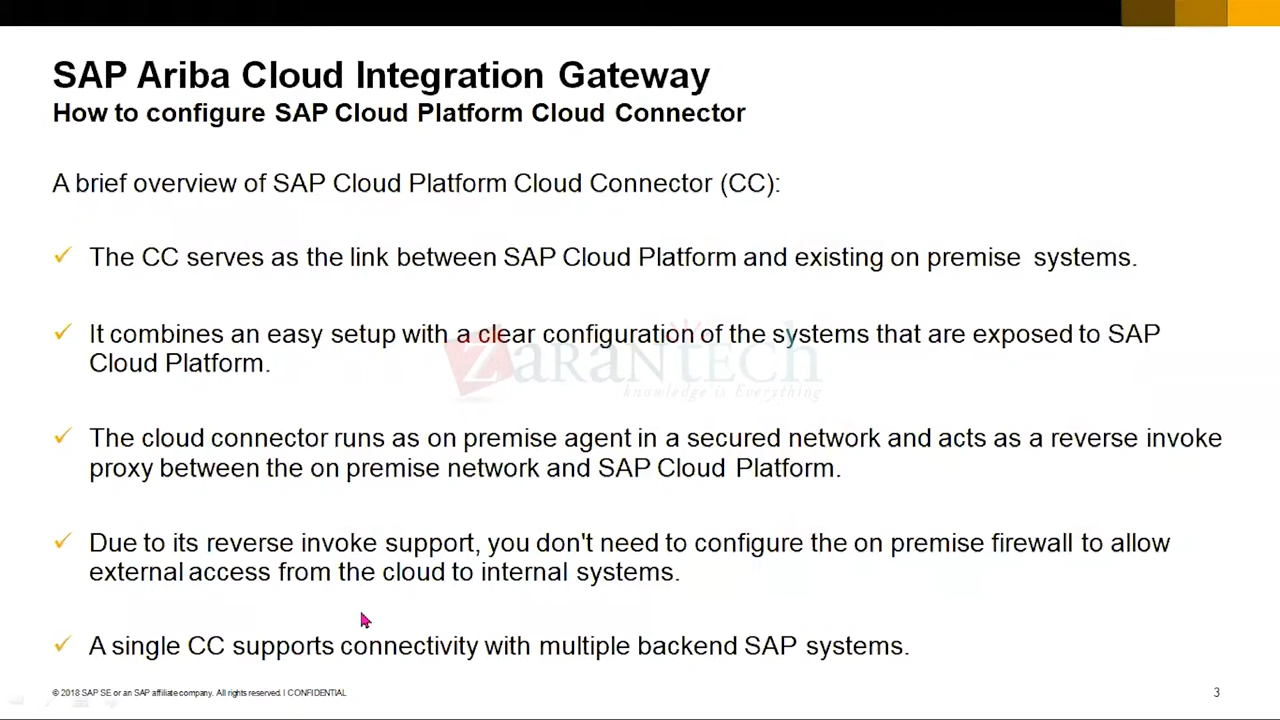 SAP Ariba Cloud Integration Gateway
How to configure SAP Cloud Platform Cloud Connector
A brief overview of SAP Cloud Platform Cloud Connector (CC):
✓ The CC serves as the link between SAP Cloud Platform and existing on premise systems.
✓ It combines an easy setup with a clear configuration of the systems that are exposed to SAP
Cloud Platform.
ZaranTech
knowledge is Everything
✓ The cloud connector runs as on premise agent in a secured network and acts as a reverse invoke
proxy between the on premise network and SAP Cloud Platform.
✓ Due to its reverse invoke support, you don't need to configure the on premise firewall to allow
external access from the cloud to internal systems.
✓ A single CC supports connectivity with multiple backend SAP systems.
© 2018 SAP SE or an SAP affiliate company. All rights reserved. I CONFIDENTIAL
3